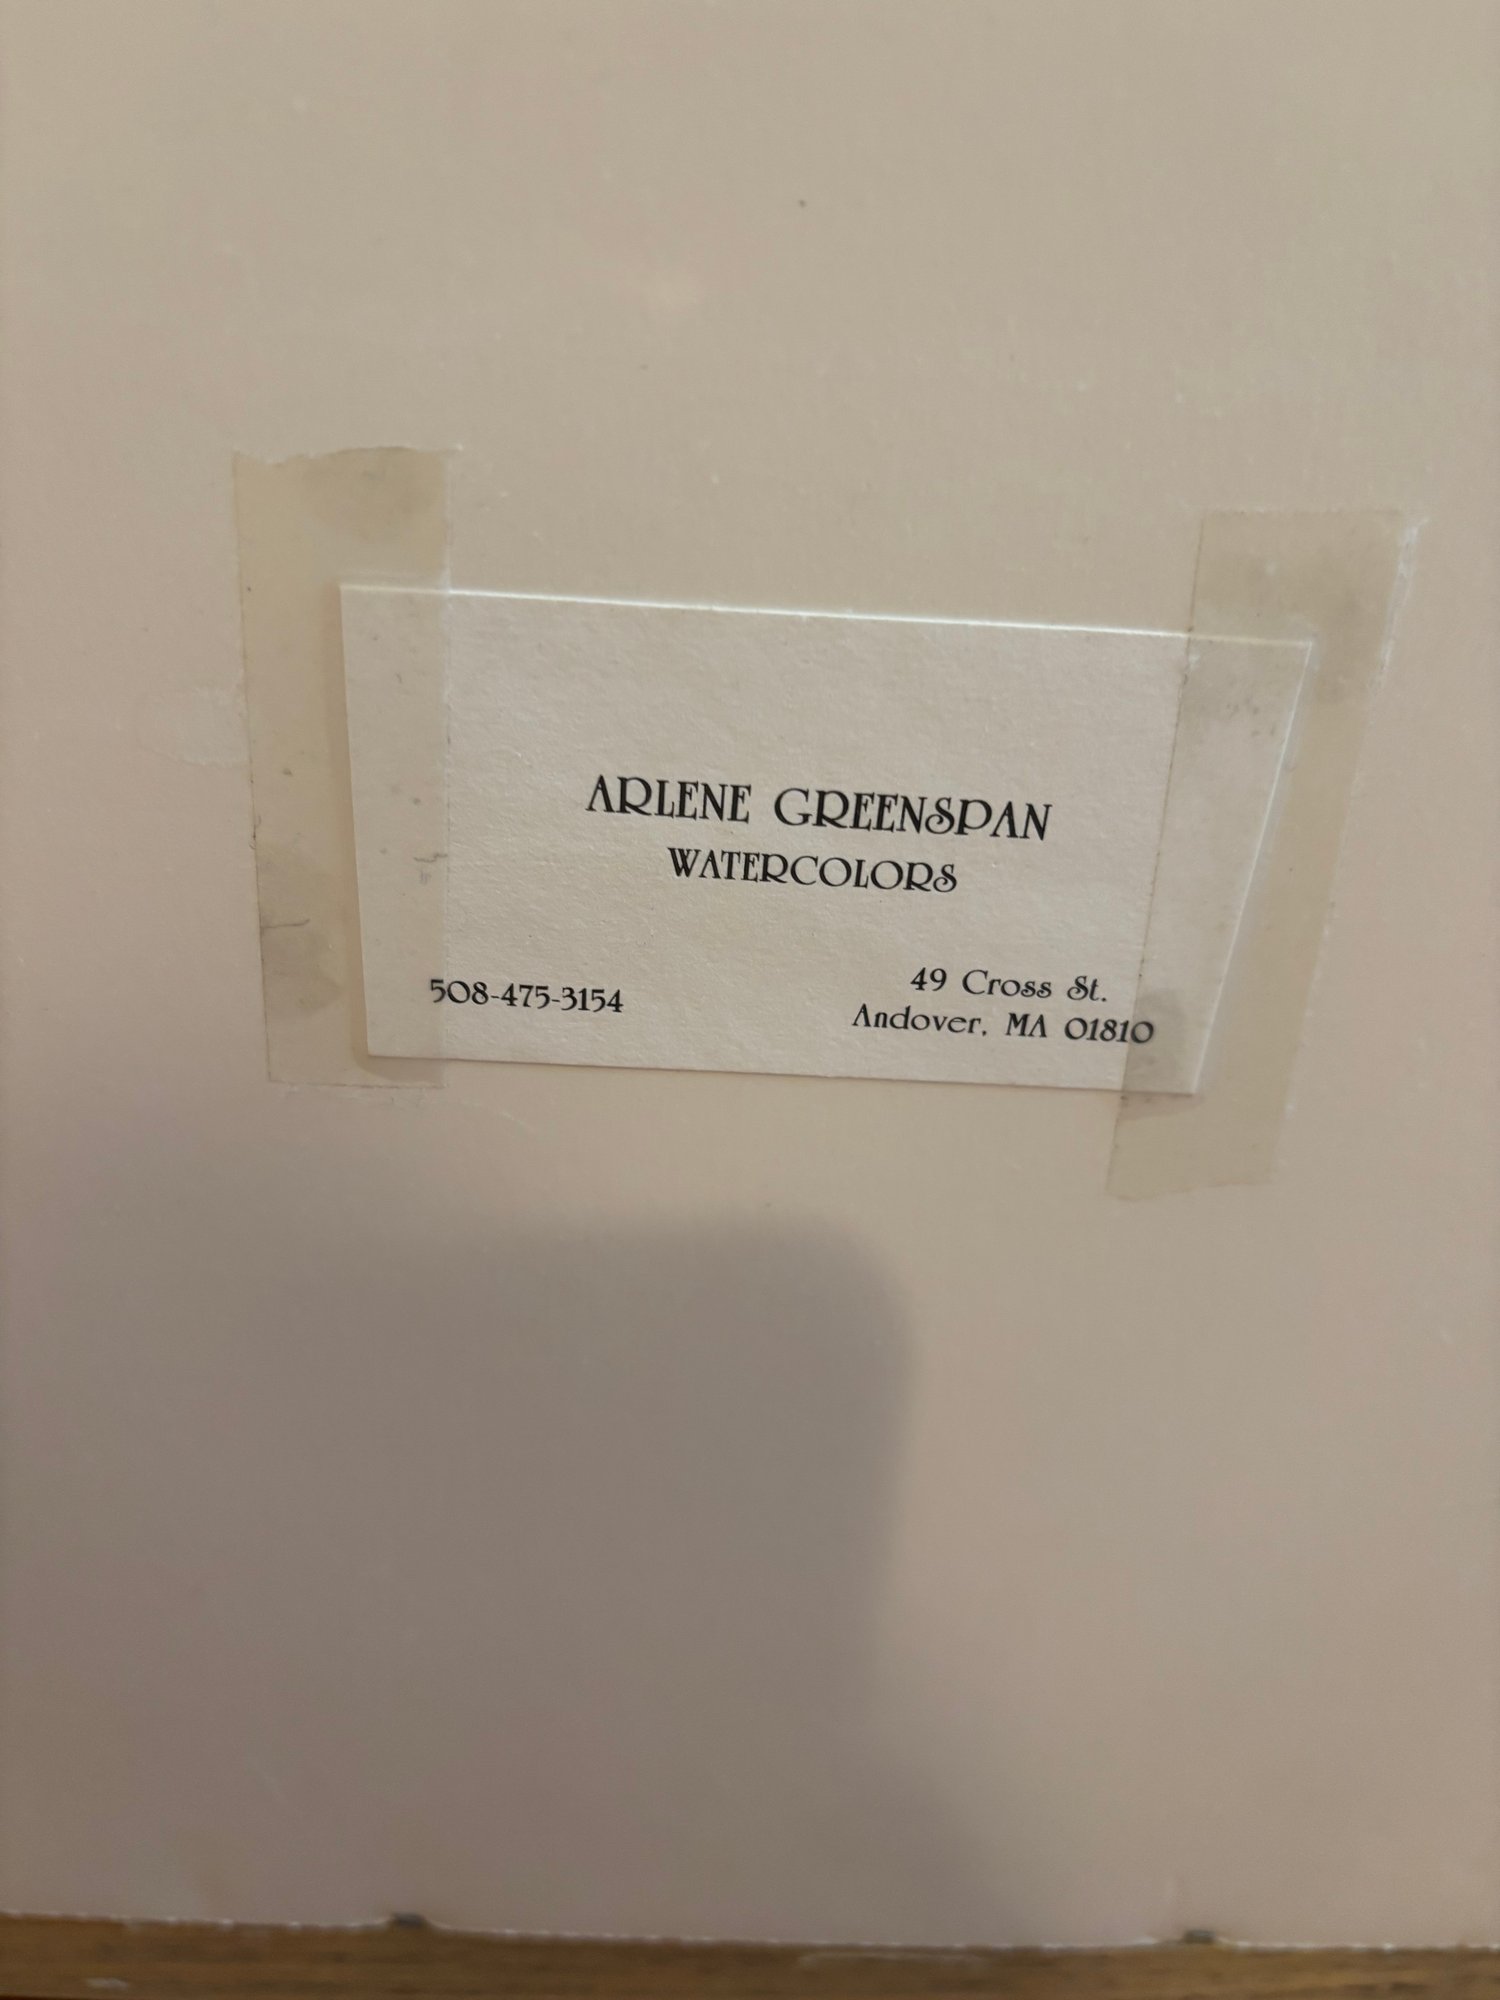 ARLENE GREENSPAN
WATERCOLORS
508-475-3154
49 Cross St.
Andover, MA 01810